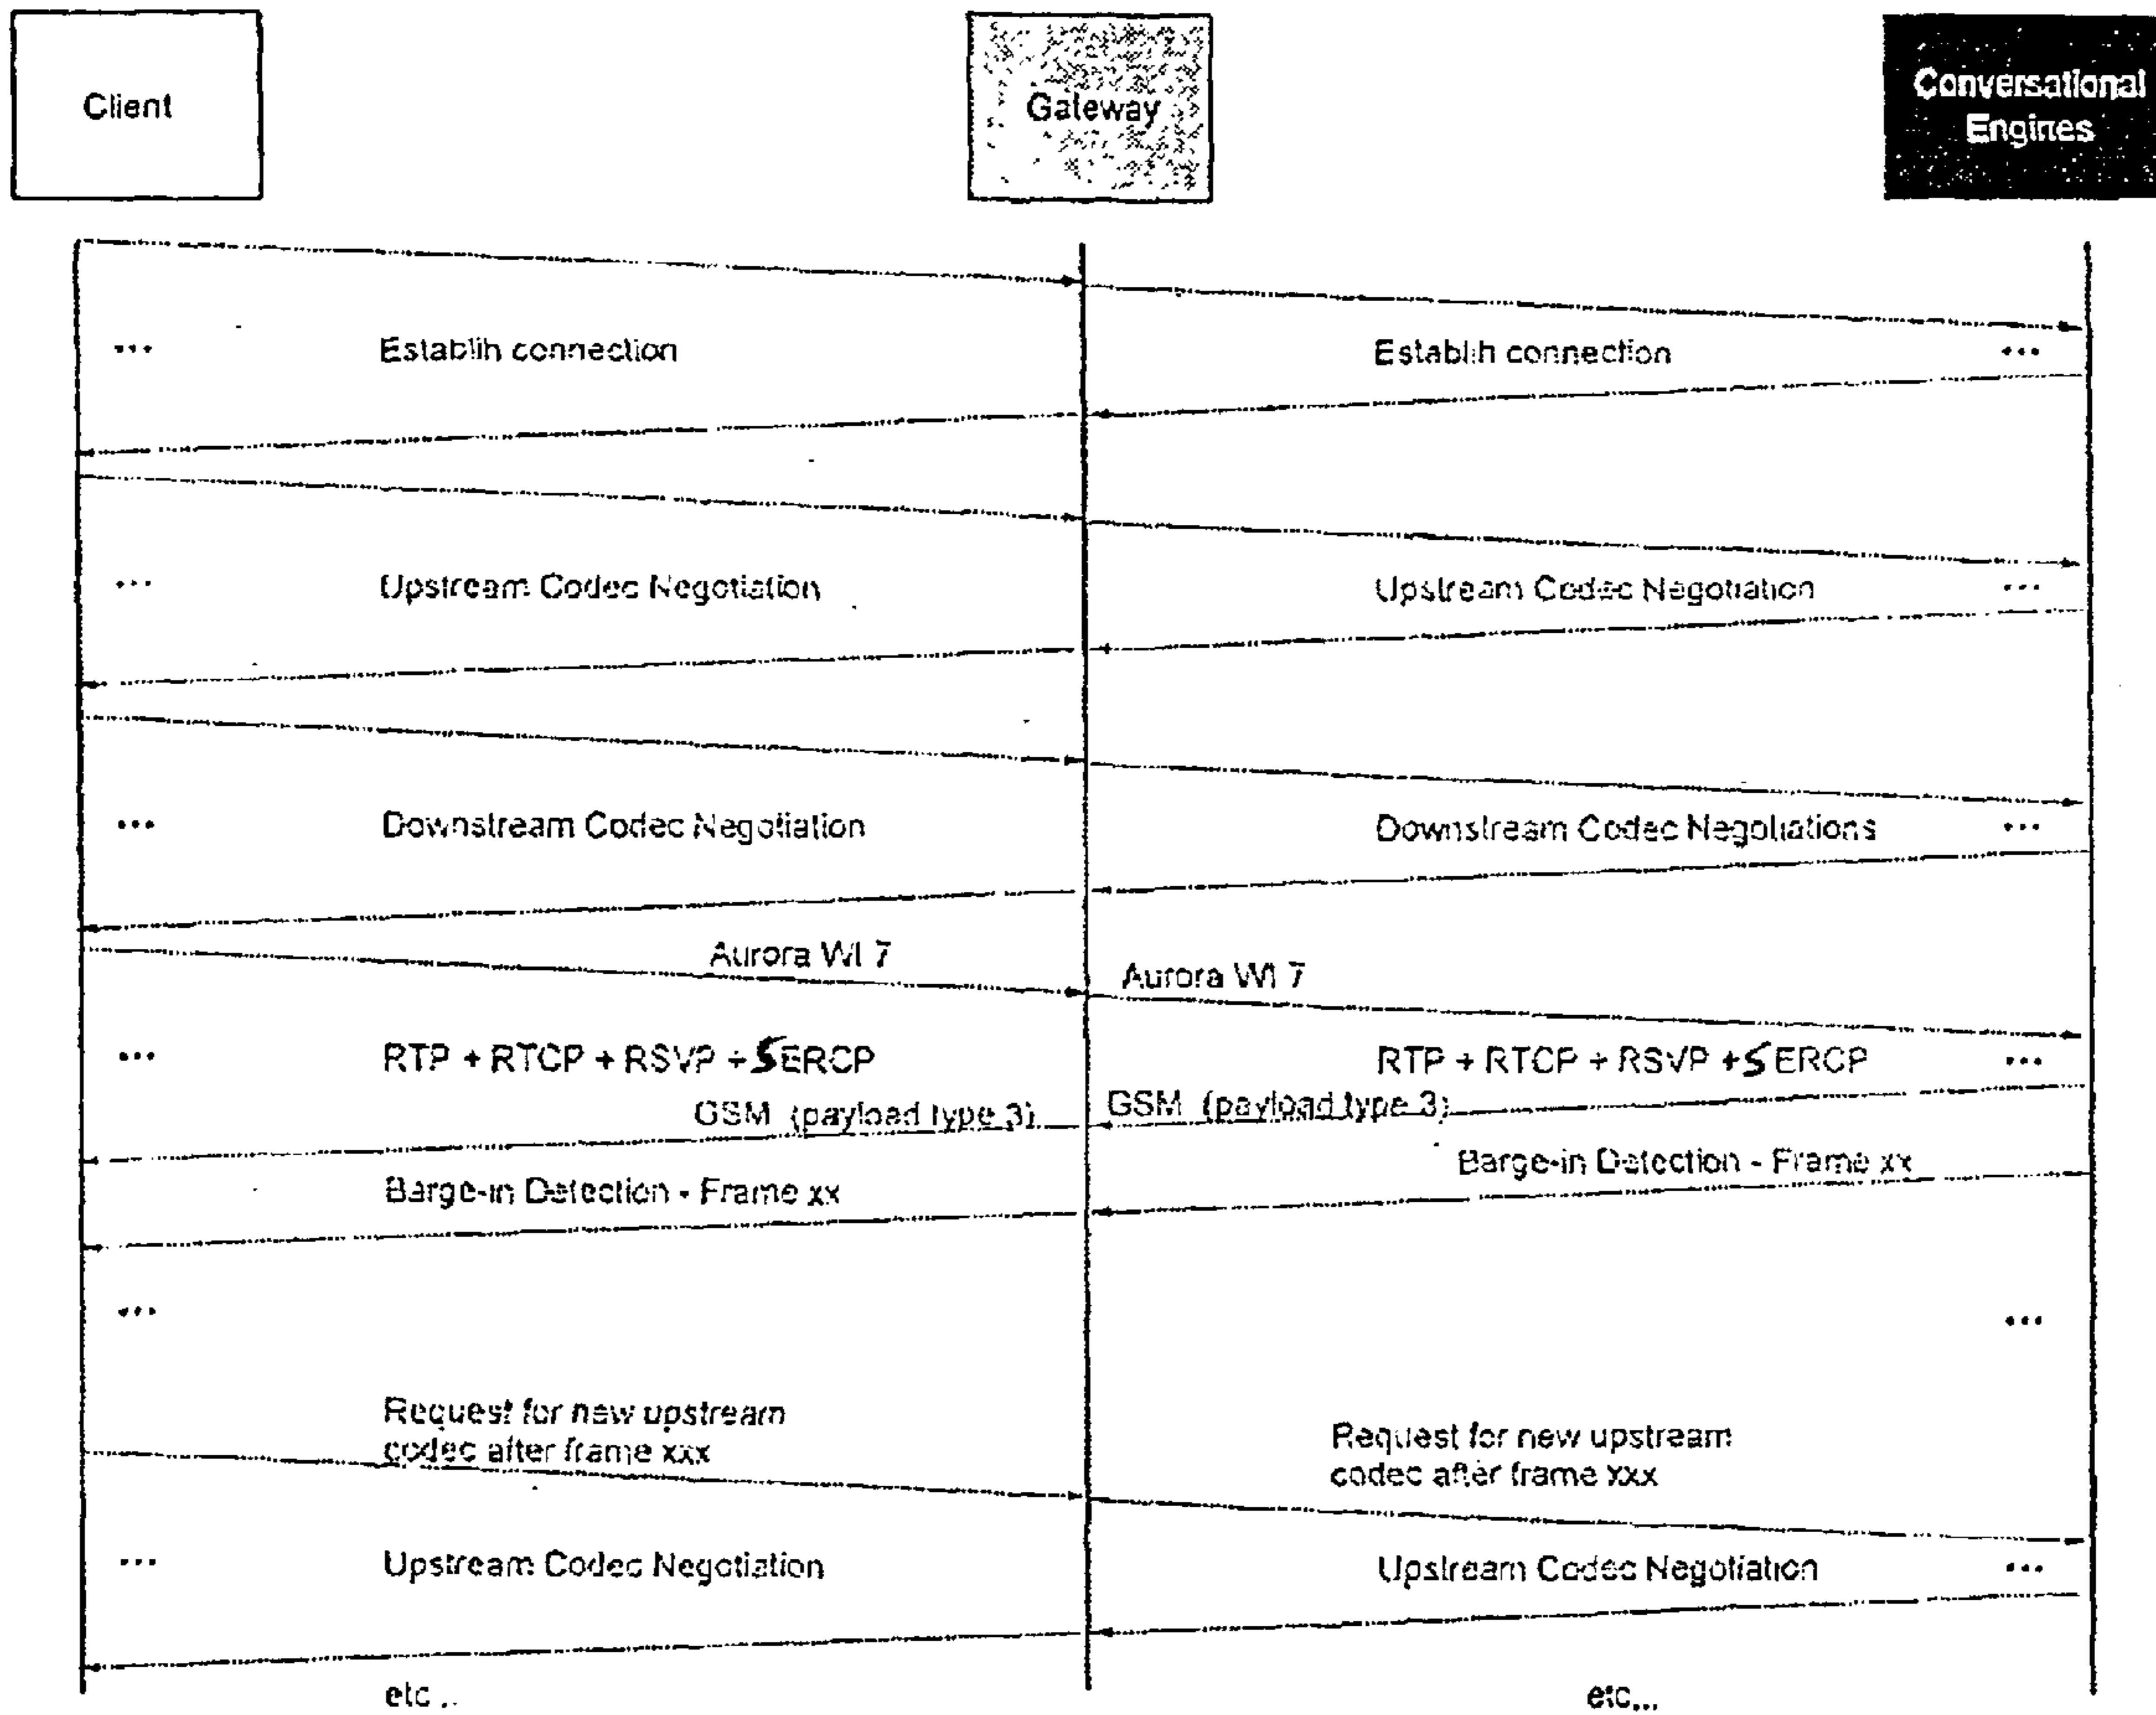 Client
Gateway
Conversational
Engines
... Establih connection
Establih connection ...
... Upstream Codec Negotiation
Upstream Codec Negotiation ...
... Downstream Codec Negotiation
Downstream Codec Negotiations ...
Aurora WI 7
Aurora WI 7
... RTP + RTCP + RSVP + SERCP
RTP + RTCP + RSVP + SERCP ...
GSM (payload type 3)
GSM (payload type 3)
Barge-in Detection - Frame xx
Barge-in Detection - Frame xx
...
...
Request for new upstream
codec after frame xxx
Request for new upstream
codec after frame xxx
... Upstream Codec Negotiation
Upstream Codec Negotiation ...
etc...
etc...